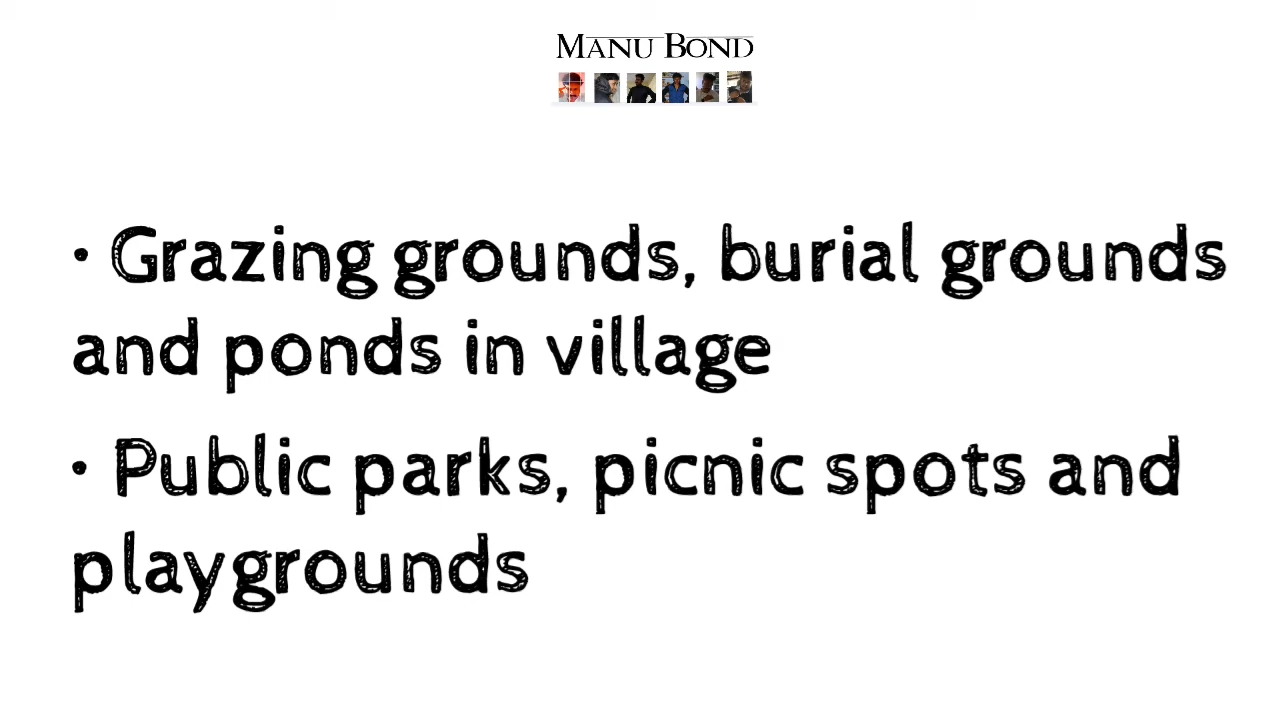 MANU BOND
• Grazing grounds, burial grounds
and ponds in village
• Public parks, picnic spots and
playgrounds